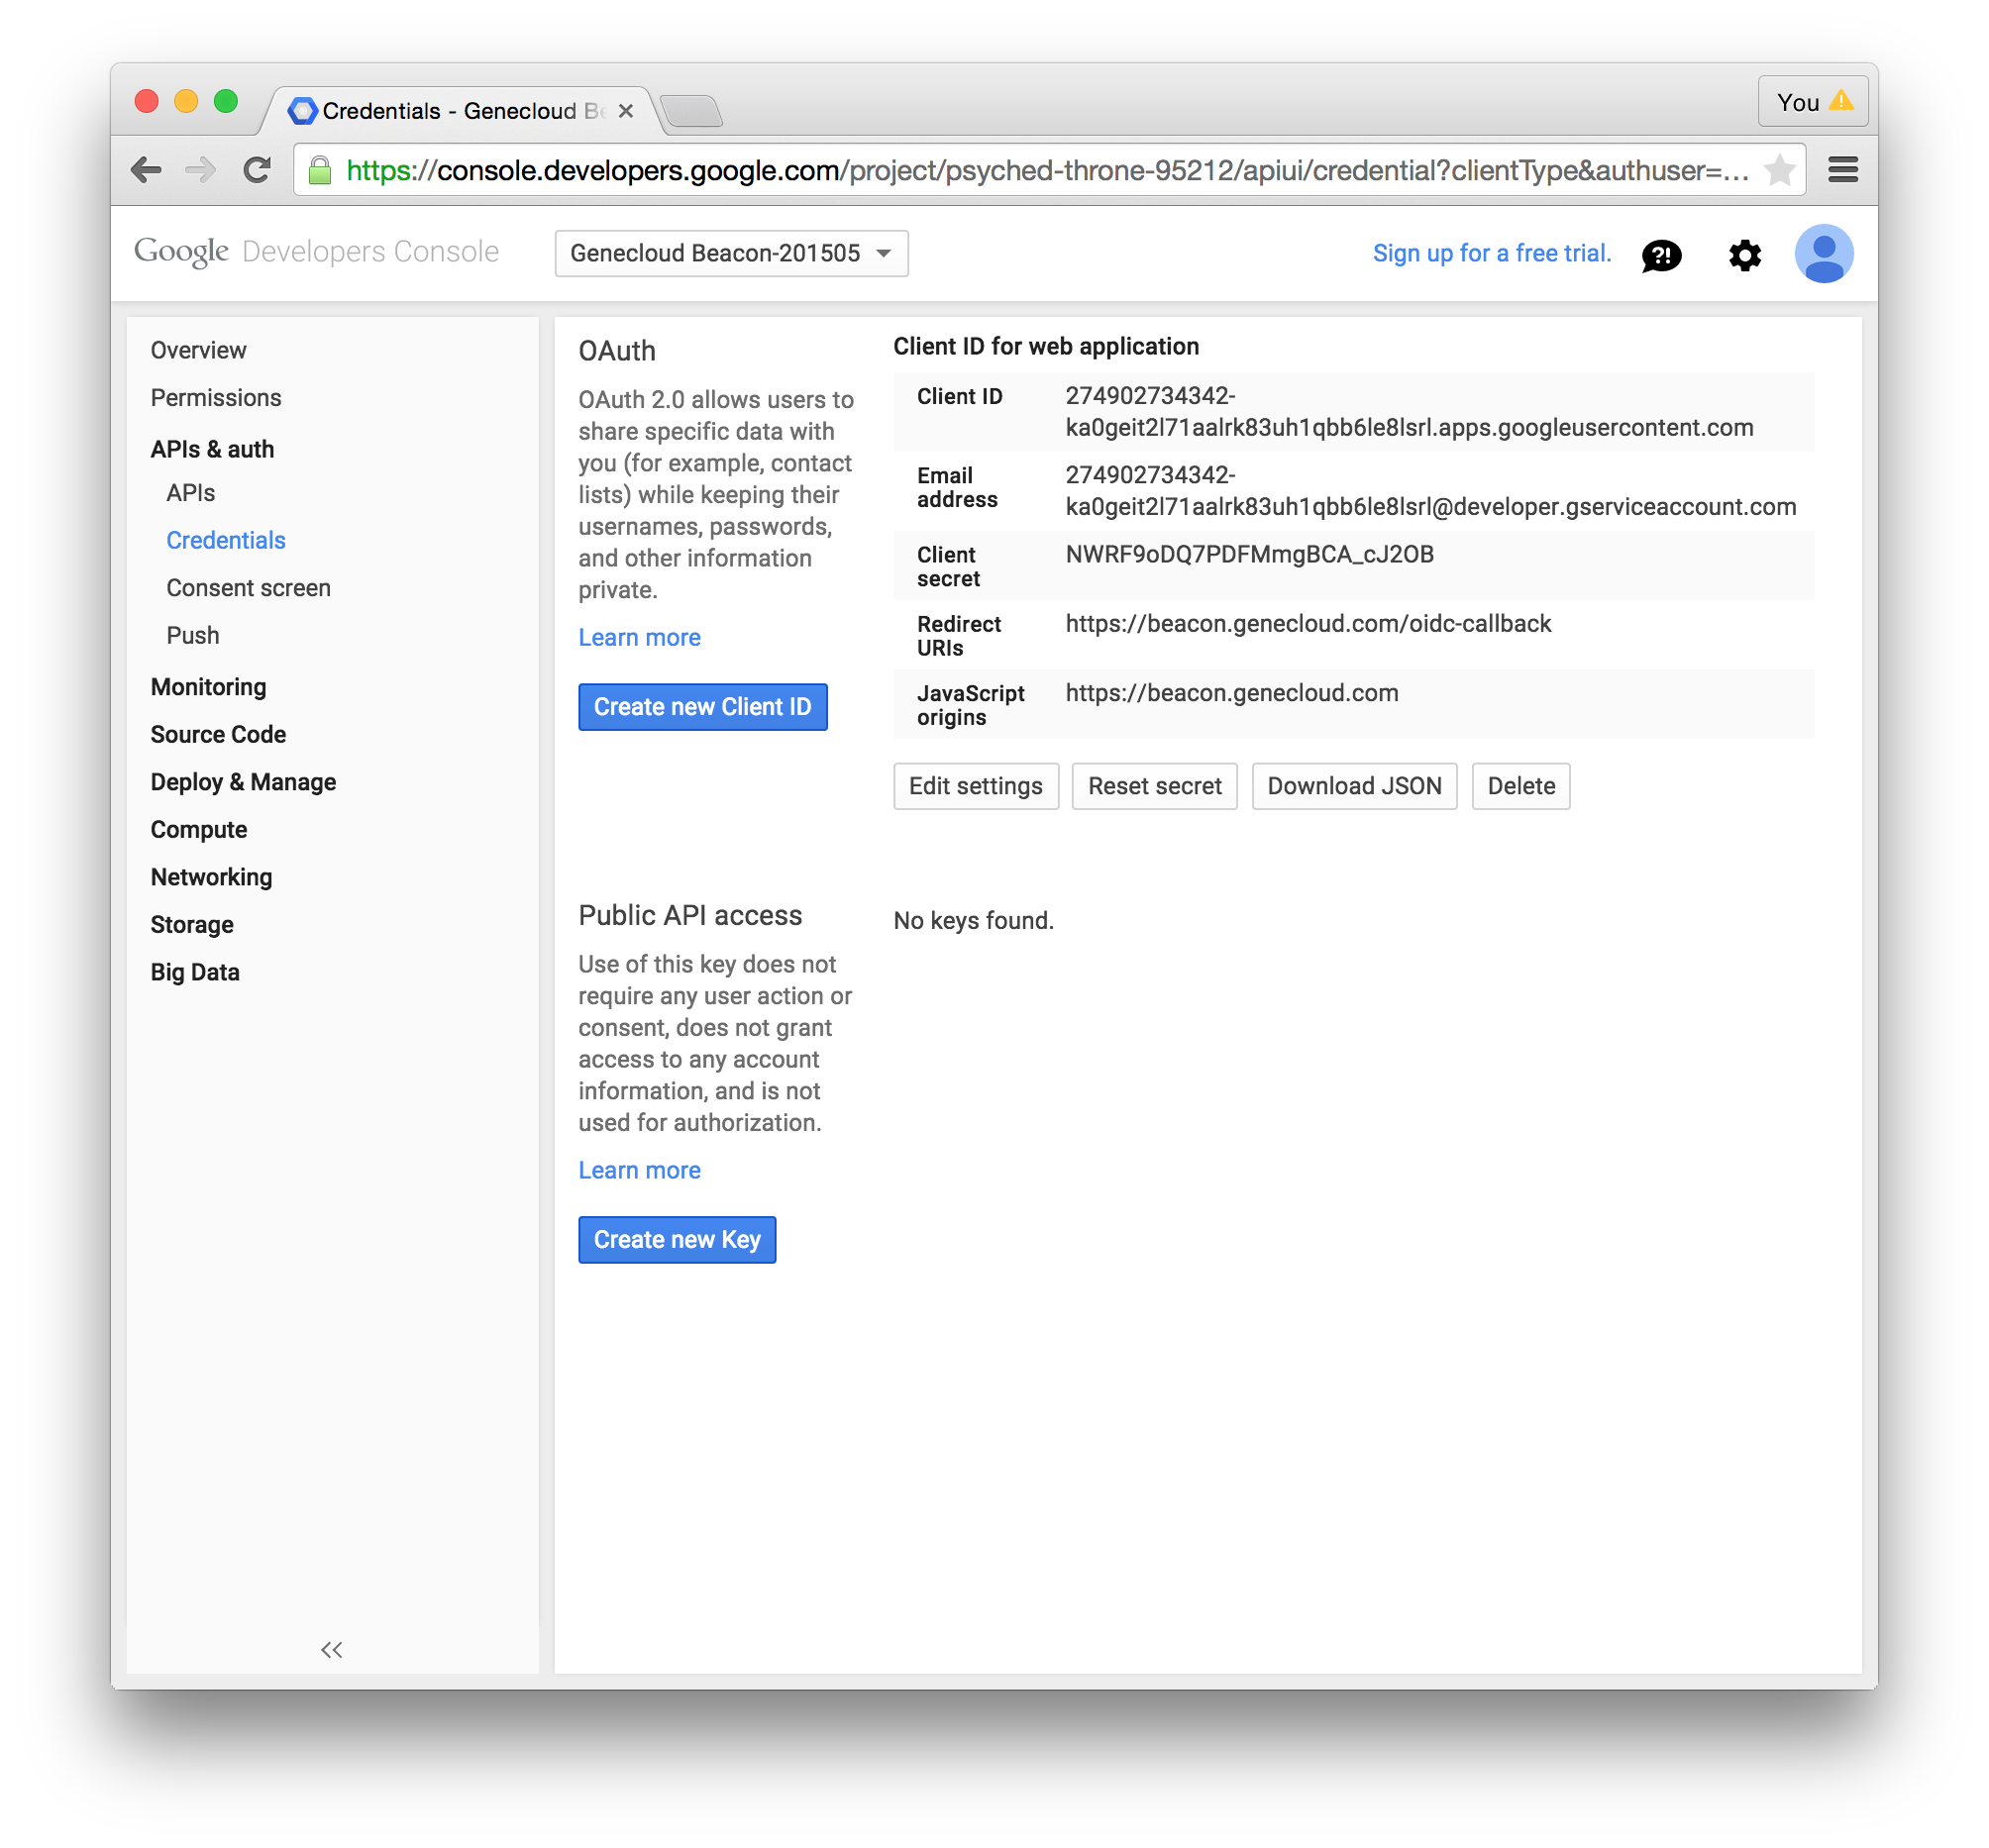 Credentials - Genecloud Be
You
https://console.developers.google.com/project/psyched-throne-95212/apiui/credential?clientType&authuser=...
Google Developers Console
Genecloud Beacon-201505
Sign up for a free trial.
?!
Overview
Permissions
APIs & auth
APIs
Credentials
Consent screen
Push
Monitoring
Source Code
Deploy & Manage
Compute
Networking
Storage
Big Data
OAuth
OAuth 2.0 allows users to
share specific data with
you (for example, contact
lists) while keeping their
usernames, passwords,
and other information
private.
Learn more
Create new Client ID
Client ID for web application
Client ID
274902734342-
ka0geit2l71aalrk83uh1qbb6le8lsrl.apps.googleusercontent.com
Email
address
274902734342-
ka0geit2l71aalrk83uh1qbb6le8lsrl@developer.gserviceaccount.com
Client
secret
NWRF9oDQ7PDFMmgBCA_cJ2OB
Redirect
URIs
https://beacon.genecloud.com/oidc-callback
JavaScript
origins
https://beacon.genecloud.com
Edit settings
Reset secret
Download JSON
Delete
Public API access
Use of this key does not
require any user action or
consent, does not grant
access to any account
information, and is not
used for authorization.
Learn more
Create new Key
No keys found.